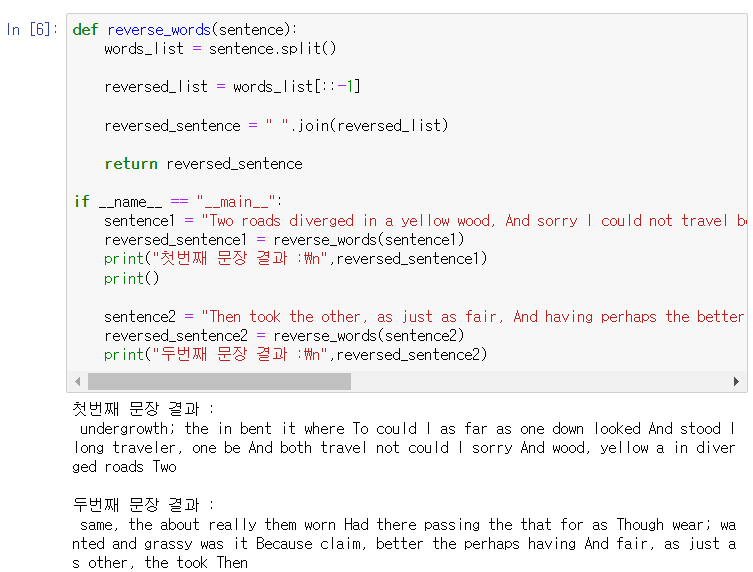 In [6]:
def reverse_words(sentence):
words_list = sentence.split()
reversed_list = words_list[::-1]
reversed_sentence = " ".join(reversed_list)
return reversed_sentence
if __name__ == "__main__":
sentence1 = "Two roads diverged in a yellow wood, And sorry I could not travel
reversed_sentence1 = reverse_words(sentence1)
print("첫번째 문장 결과 :₩n",reversed_sentence1)
print()
sentence2 = "Then took the other, as just as fair, And having perhaps the better
reversed_sentence2 = reverse_words(sentence2)
print("두번째 문장 결과 :₩n",reversed_sentence2)
첫번째 문장 결과 :
undergrowth; the in bent it where To could I as far as one down looked And stood I
long traveler, one be And both travel not could I sorry And wood, yellow a in diver
ged roads Two
두번째 문장 결과 :
same, the about really them worn Had there passing the that for as Though wear; wa
nted and grassy was it Because claim, better the perhaps having And fair, as just a
s other, the took Then